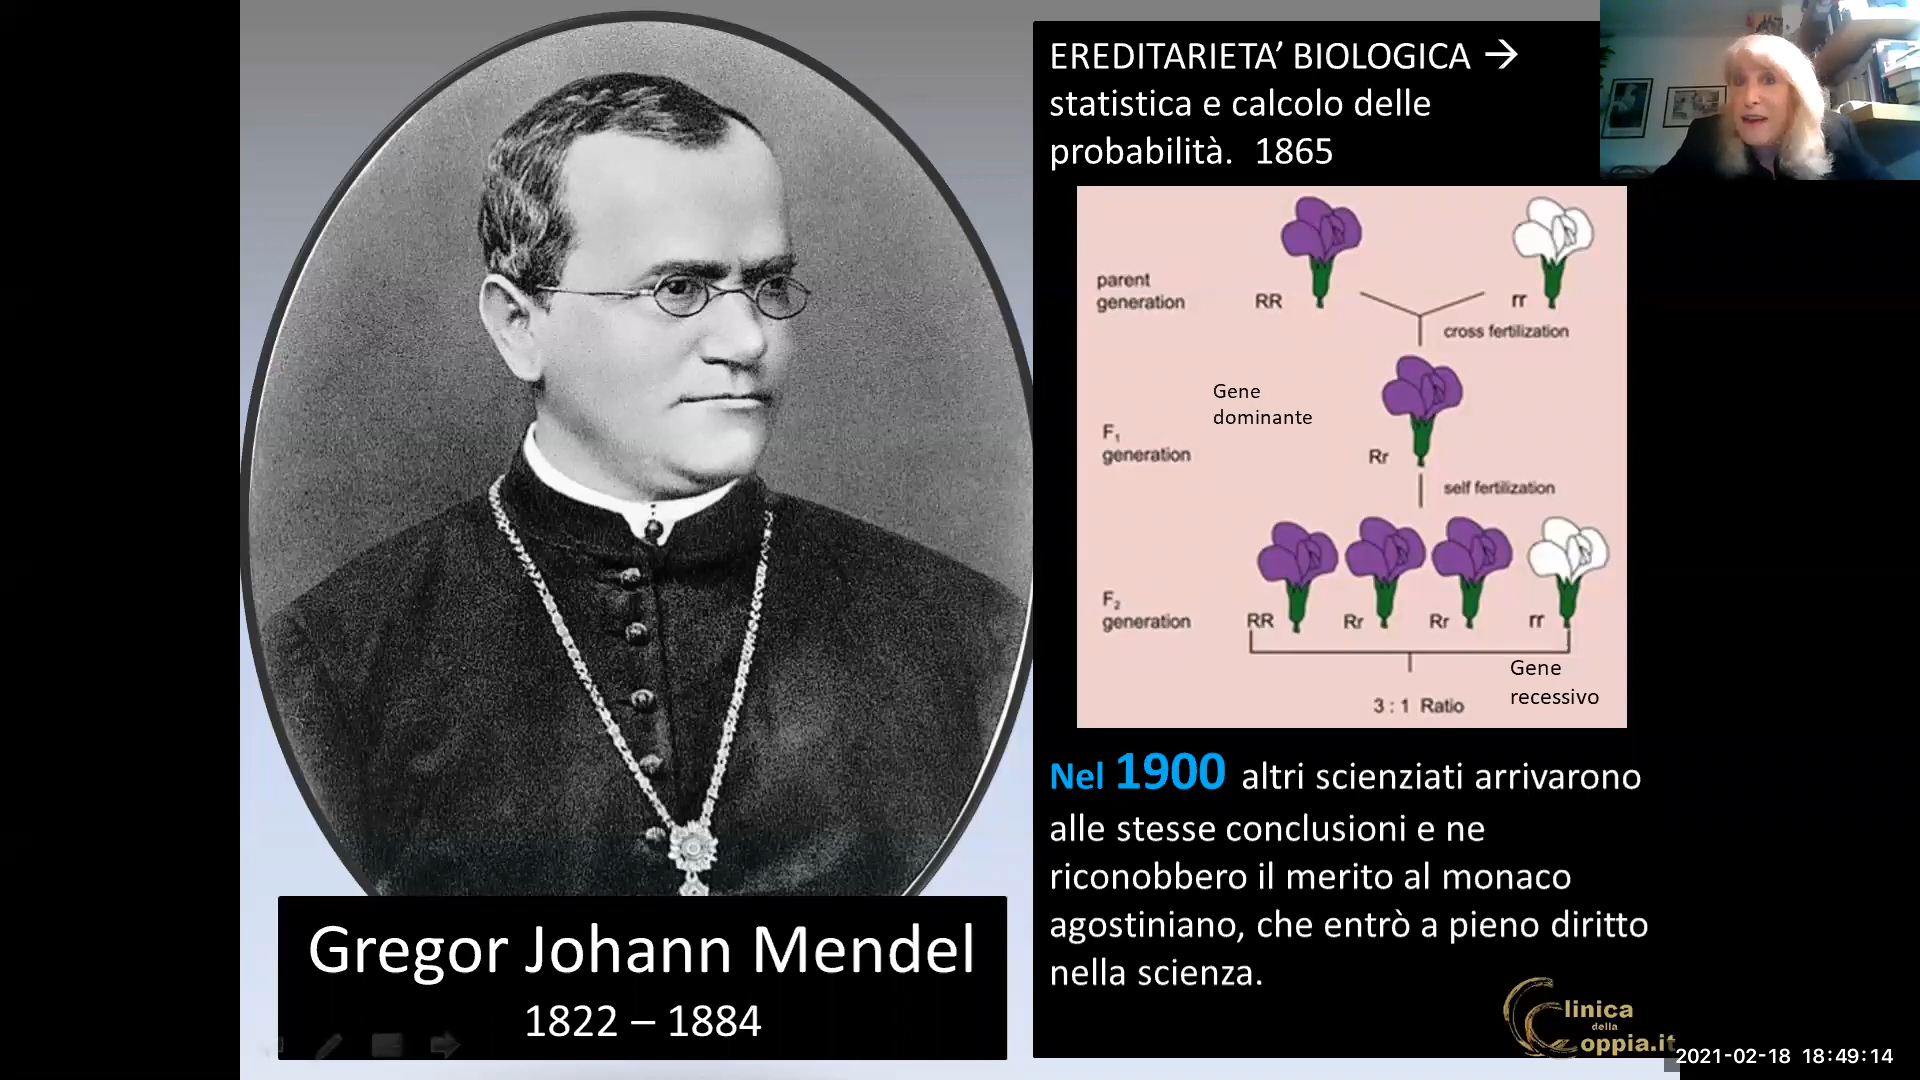 EREDITARIETA’ BIOLOGICA →
statistica e calcolo delle
probabilità. 1865
parent
generation
RR
rr
cross fertilization
Gene
dominante
F₁
generation
Rr
self fertilization
F₂
generation
RR
Rr
Rr
rr
Gene
recessivo
3 : 1 Ratio
Nel 1900 altri scienziati arrivarono
alle stesse conclusioni e ne
riconobbero il merito al monaco
agostiniano, che entrò a pieno diritto
nella scienza.
Gregor Johann Mendel
1822 – 1884
Clinica
della
Coppia.it
2021-02-18 18:49:14